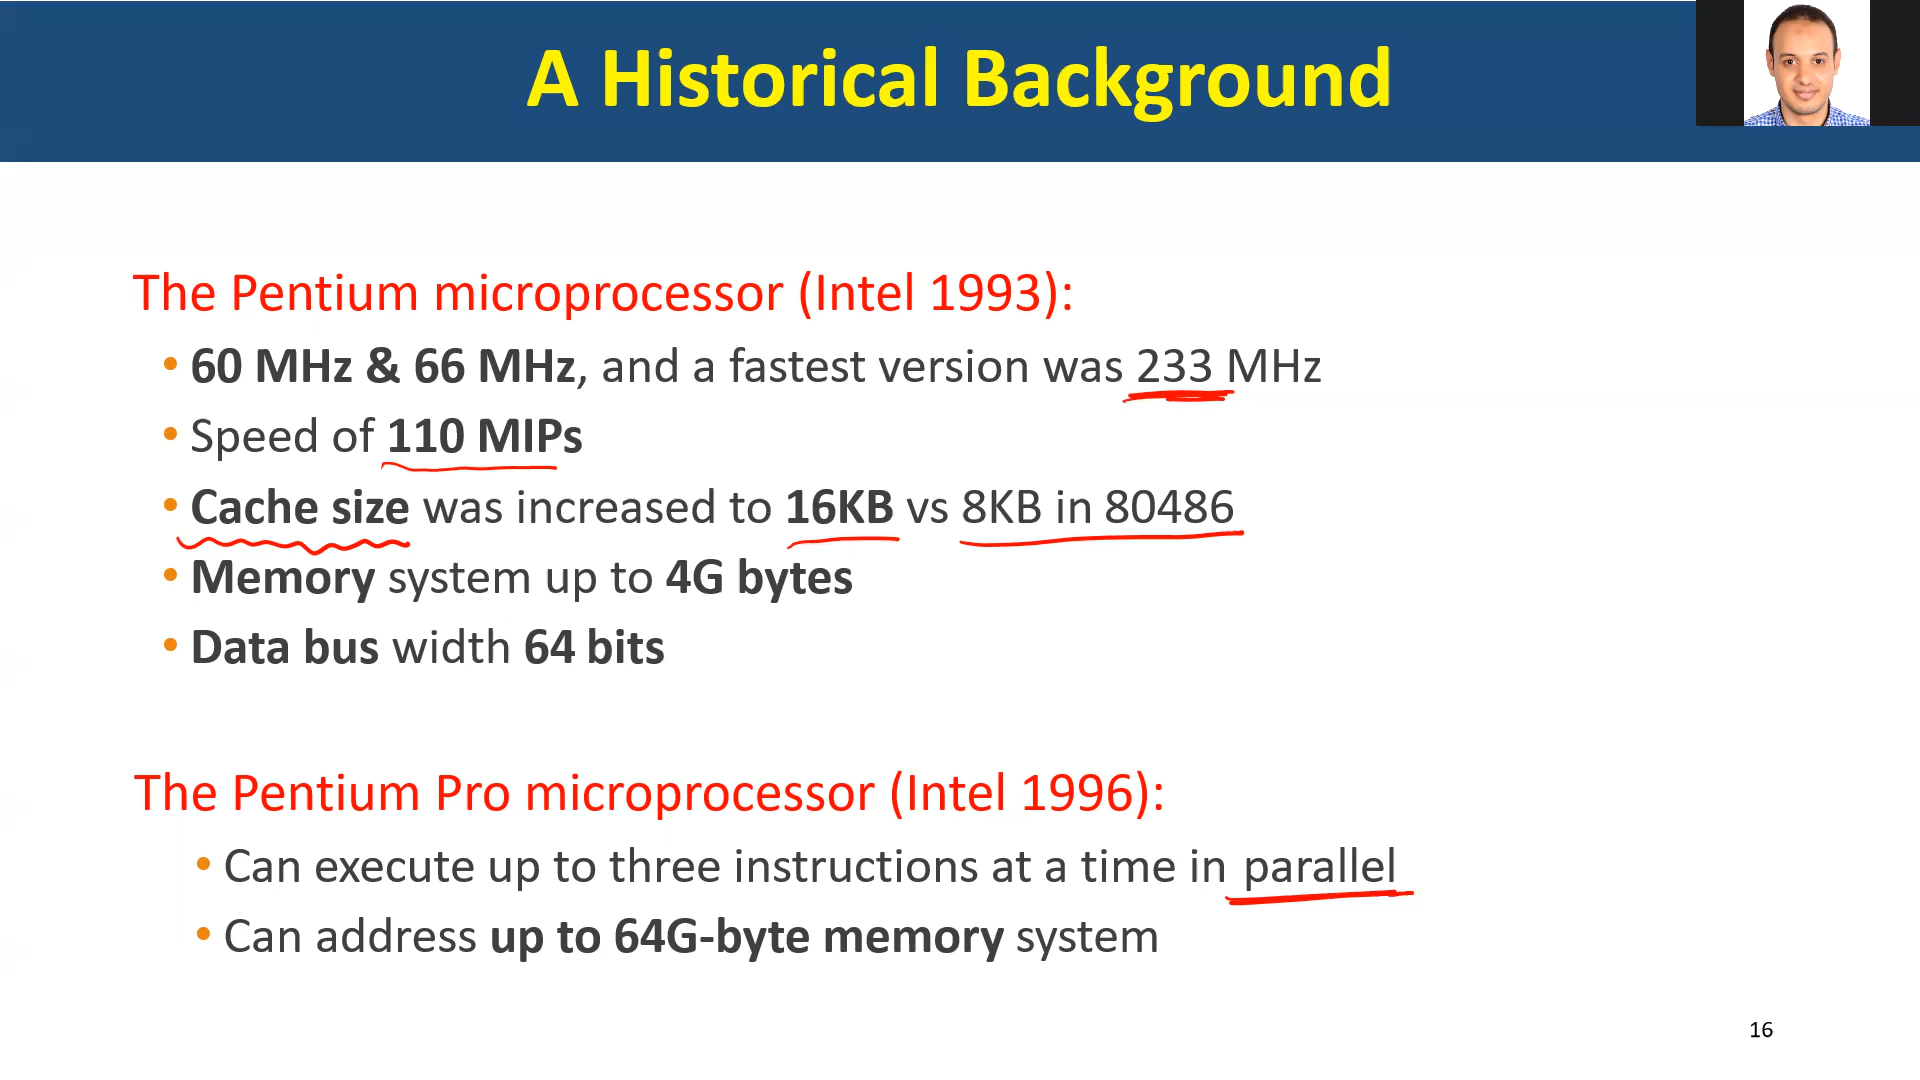 A Historical Background
The Pentium microprocessor (Intel 1993):
• 60 MHz & 66 MHz, and a fastest version was 233 MHz
• Speed of 110 MIPs
• Cache size was increased to 16KB vs 8KB in 80486
• Memory system up to 4G bytes
• Data bus width 64 bits
The Pentium Pro microprocessor (Intel 1996):
• Can execute up to three instructions at a time in parallel
• Can address up to 64G-byte memory system
16